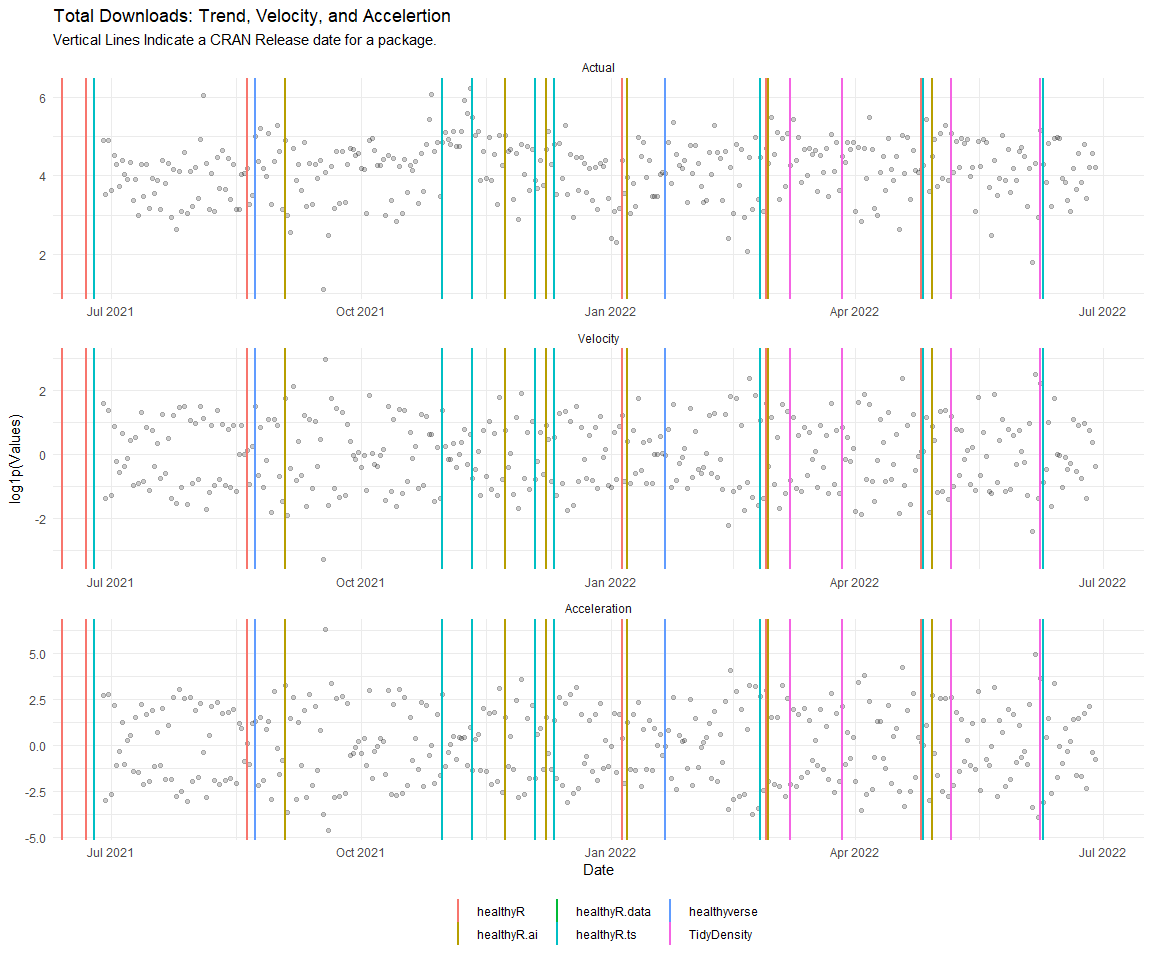 Total Downloads: Trend, Velocity, and Accelertion
Vertical Lines Indicate a CRAN Release date for a package.
Actual
6
4
2
Jul 2021 Oct 2021 Jan 2022 Apr 2022 Jul 2022
Velocity
2
0
-2
Jul 2021 Oct 2021 Jan 2022 Apr 2022 Jul 2022
log1p(Values)
Acceleration
5.0
2.5
0.0
-2.5
-5.0
Jul 2021 Oct 2021 Jan 2022 Apr 2022 Jul 2022
Date
healthyR healthyR.data healthyverse
healthyR.ai healthyR.ts TidyDensity